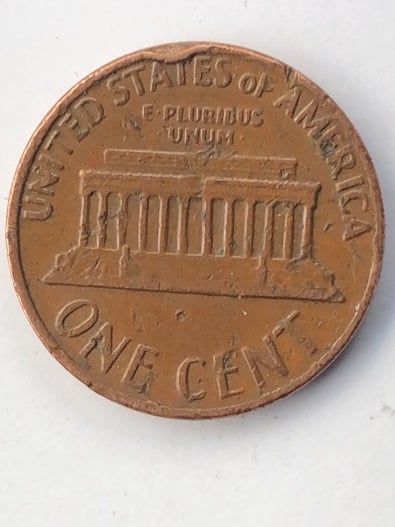 UNITED STATES OF AMERICA
E·PLURIBUS
UNUM
ONE CENT